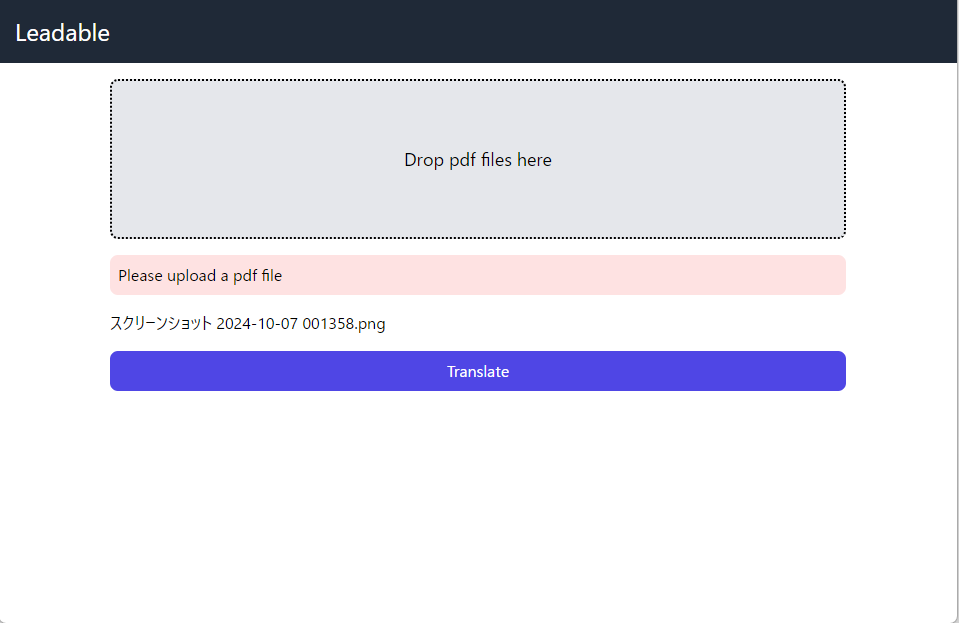 Leadable
Drop pdf files here
Please upload a pdf file
スクリーンショット 2024-10-07 001358.png
Translate